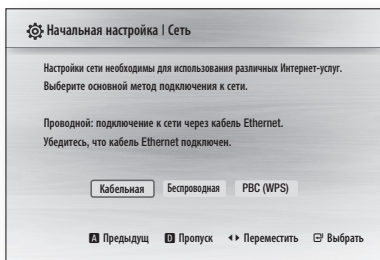 Начальная настройка | Сеть
Настройки сети необходимы для использования различных Интернет-услуг.
Выберите основной метод подключения к сети.
Проводной: подключение к сети через кабель Ethernet.
Убедитесь, что кабель Ethernet подключен.
Кабельная Беспроводная PBC (WPS)
A Предыдущ D Пропуск Переместить Выбрать